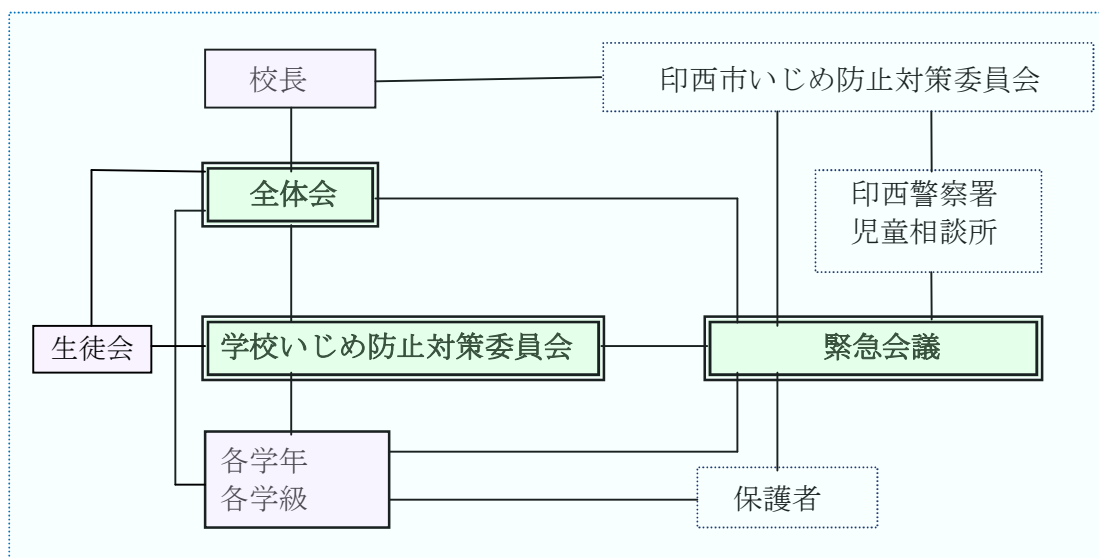 校長
印西市いじめ防止対策委員会
全体会
印西警察署
児童相談所
生徒会
学校いじめ防止対策委員会
緊急会議
各学年
各学級
保護者